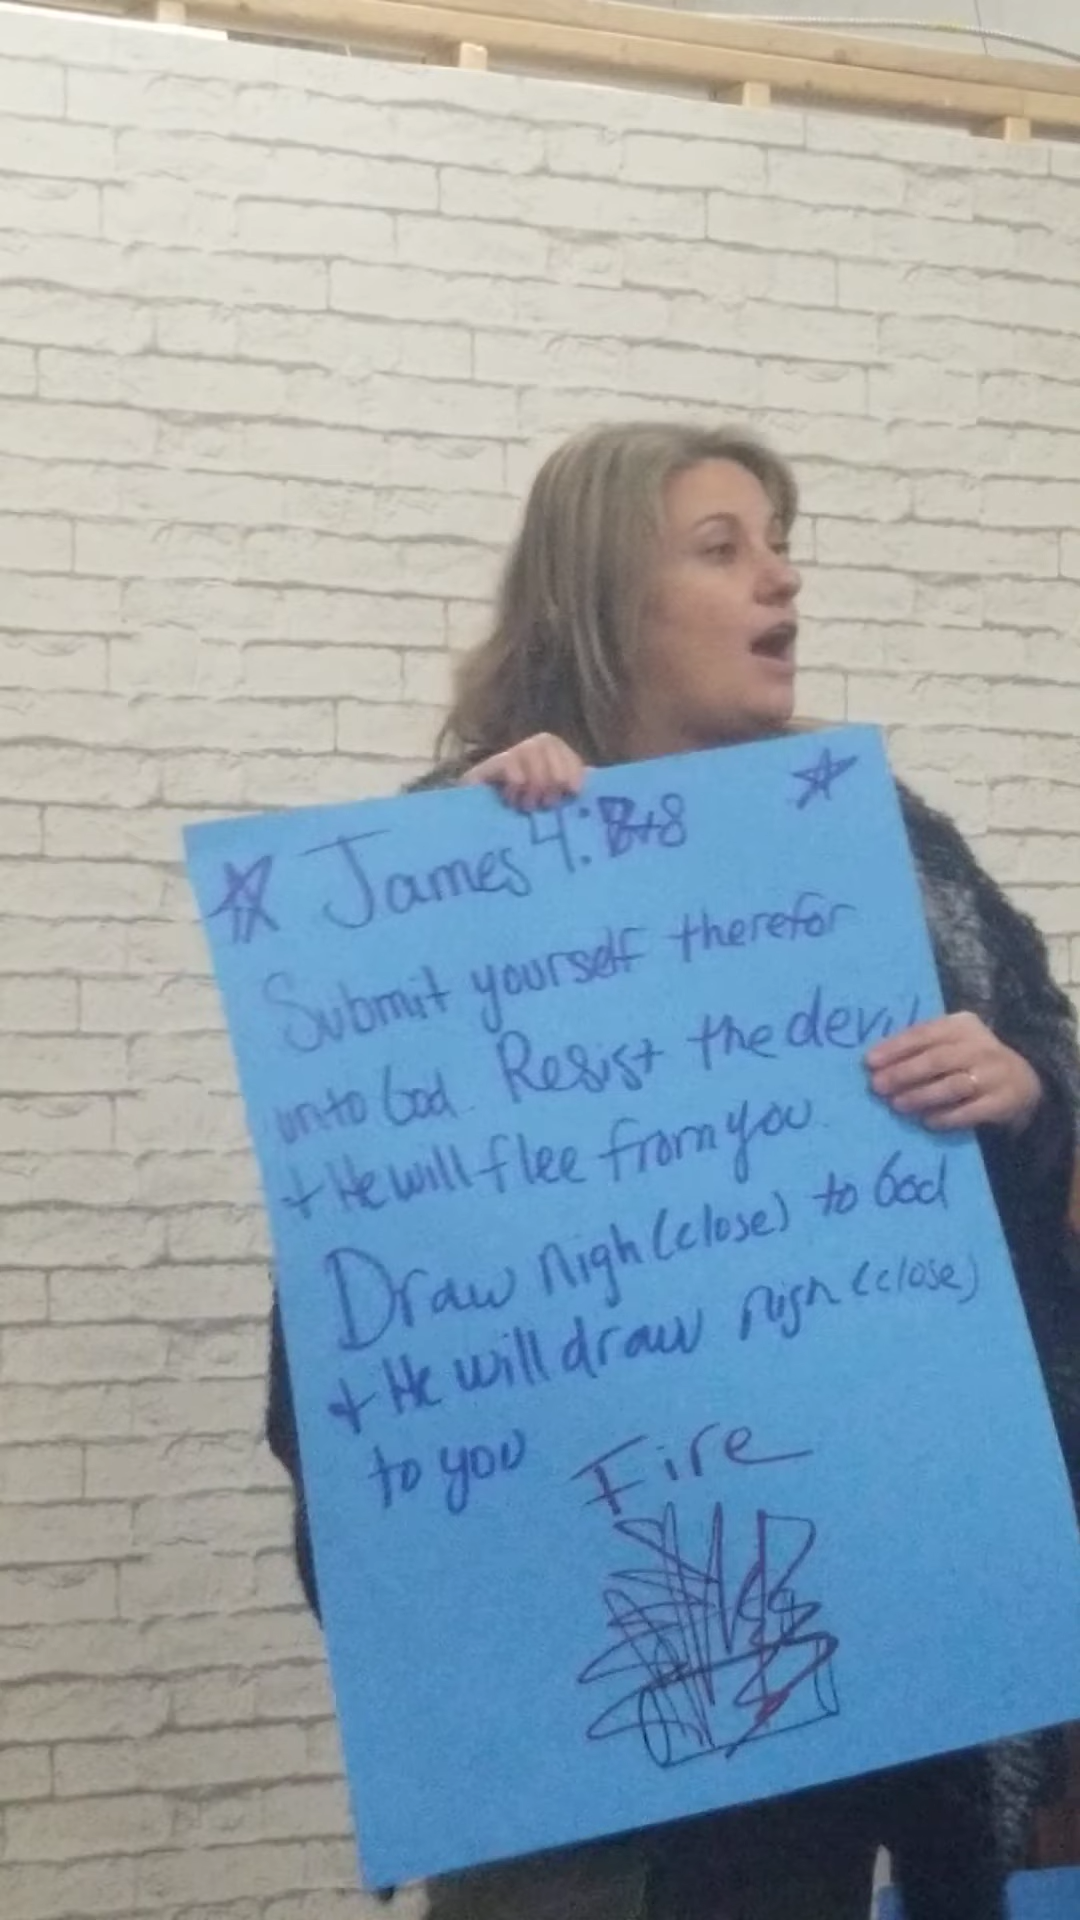 James 4:7+8
Submit yourself therefor
unto God. Resist the devil
+ He will flee from you.
Draw nigh (close) to God
+ He will draw nigh (close)
to you
Fire